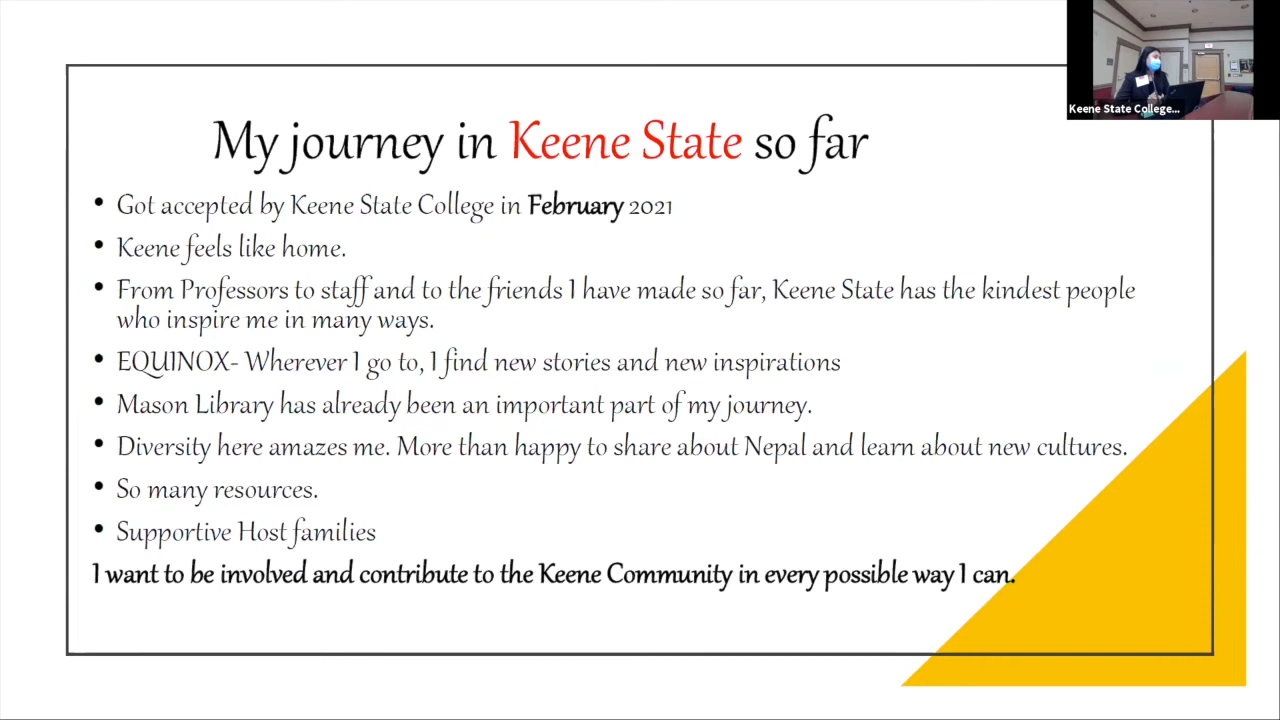 Keene State College...
My journey in Keene State so far
• Got accepted by Keene State College in February 2021
• Keene feels like home.
• From Professors to staff and to the friends I have made so far, Keene State has the kindest people
who inspire me in many ways.
• EQUINOX- Wherever I go to, I find new stories and new inspirations
• Mason Library has already been an important part of my journey.
• Diversity here amazes me. More than happy to share about Nepal and learn about new cultures.
• So many resources.
• Supportive Host families
I want to be involved and contribute to the Keene Community in every possible way I can.